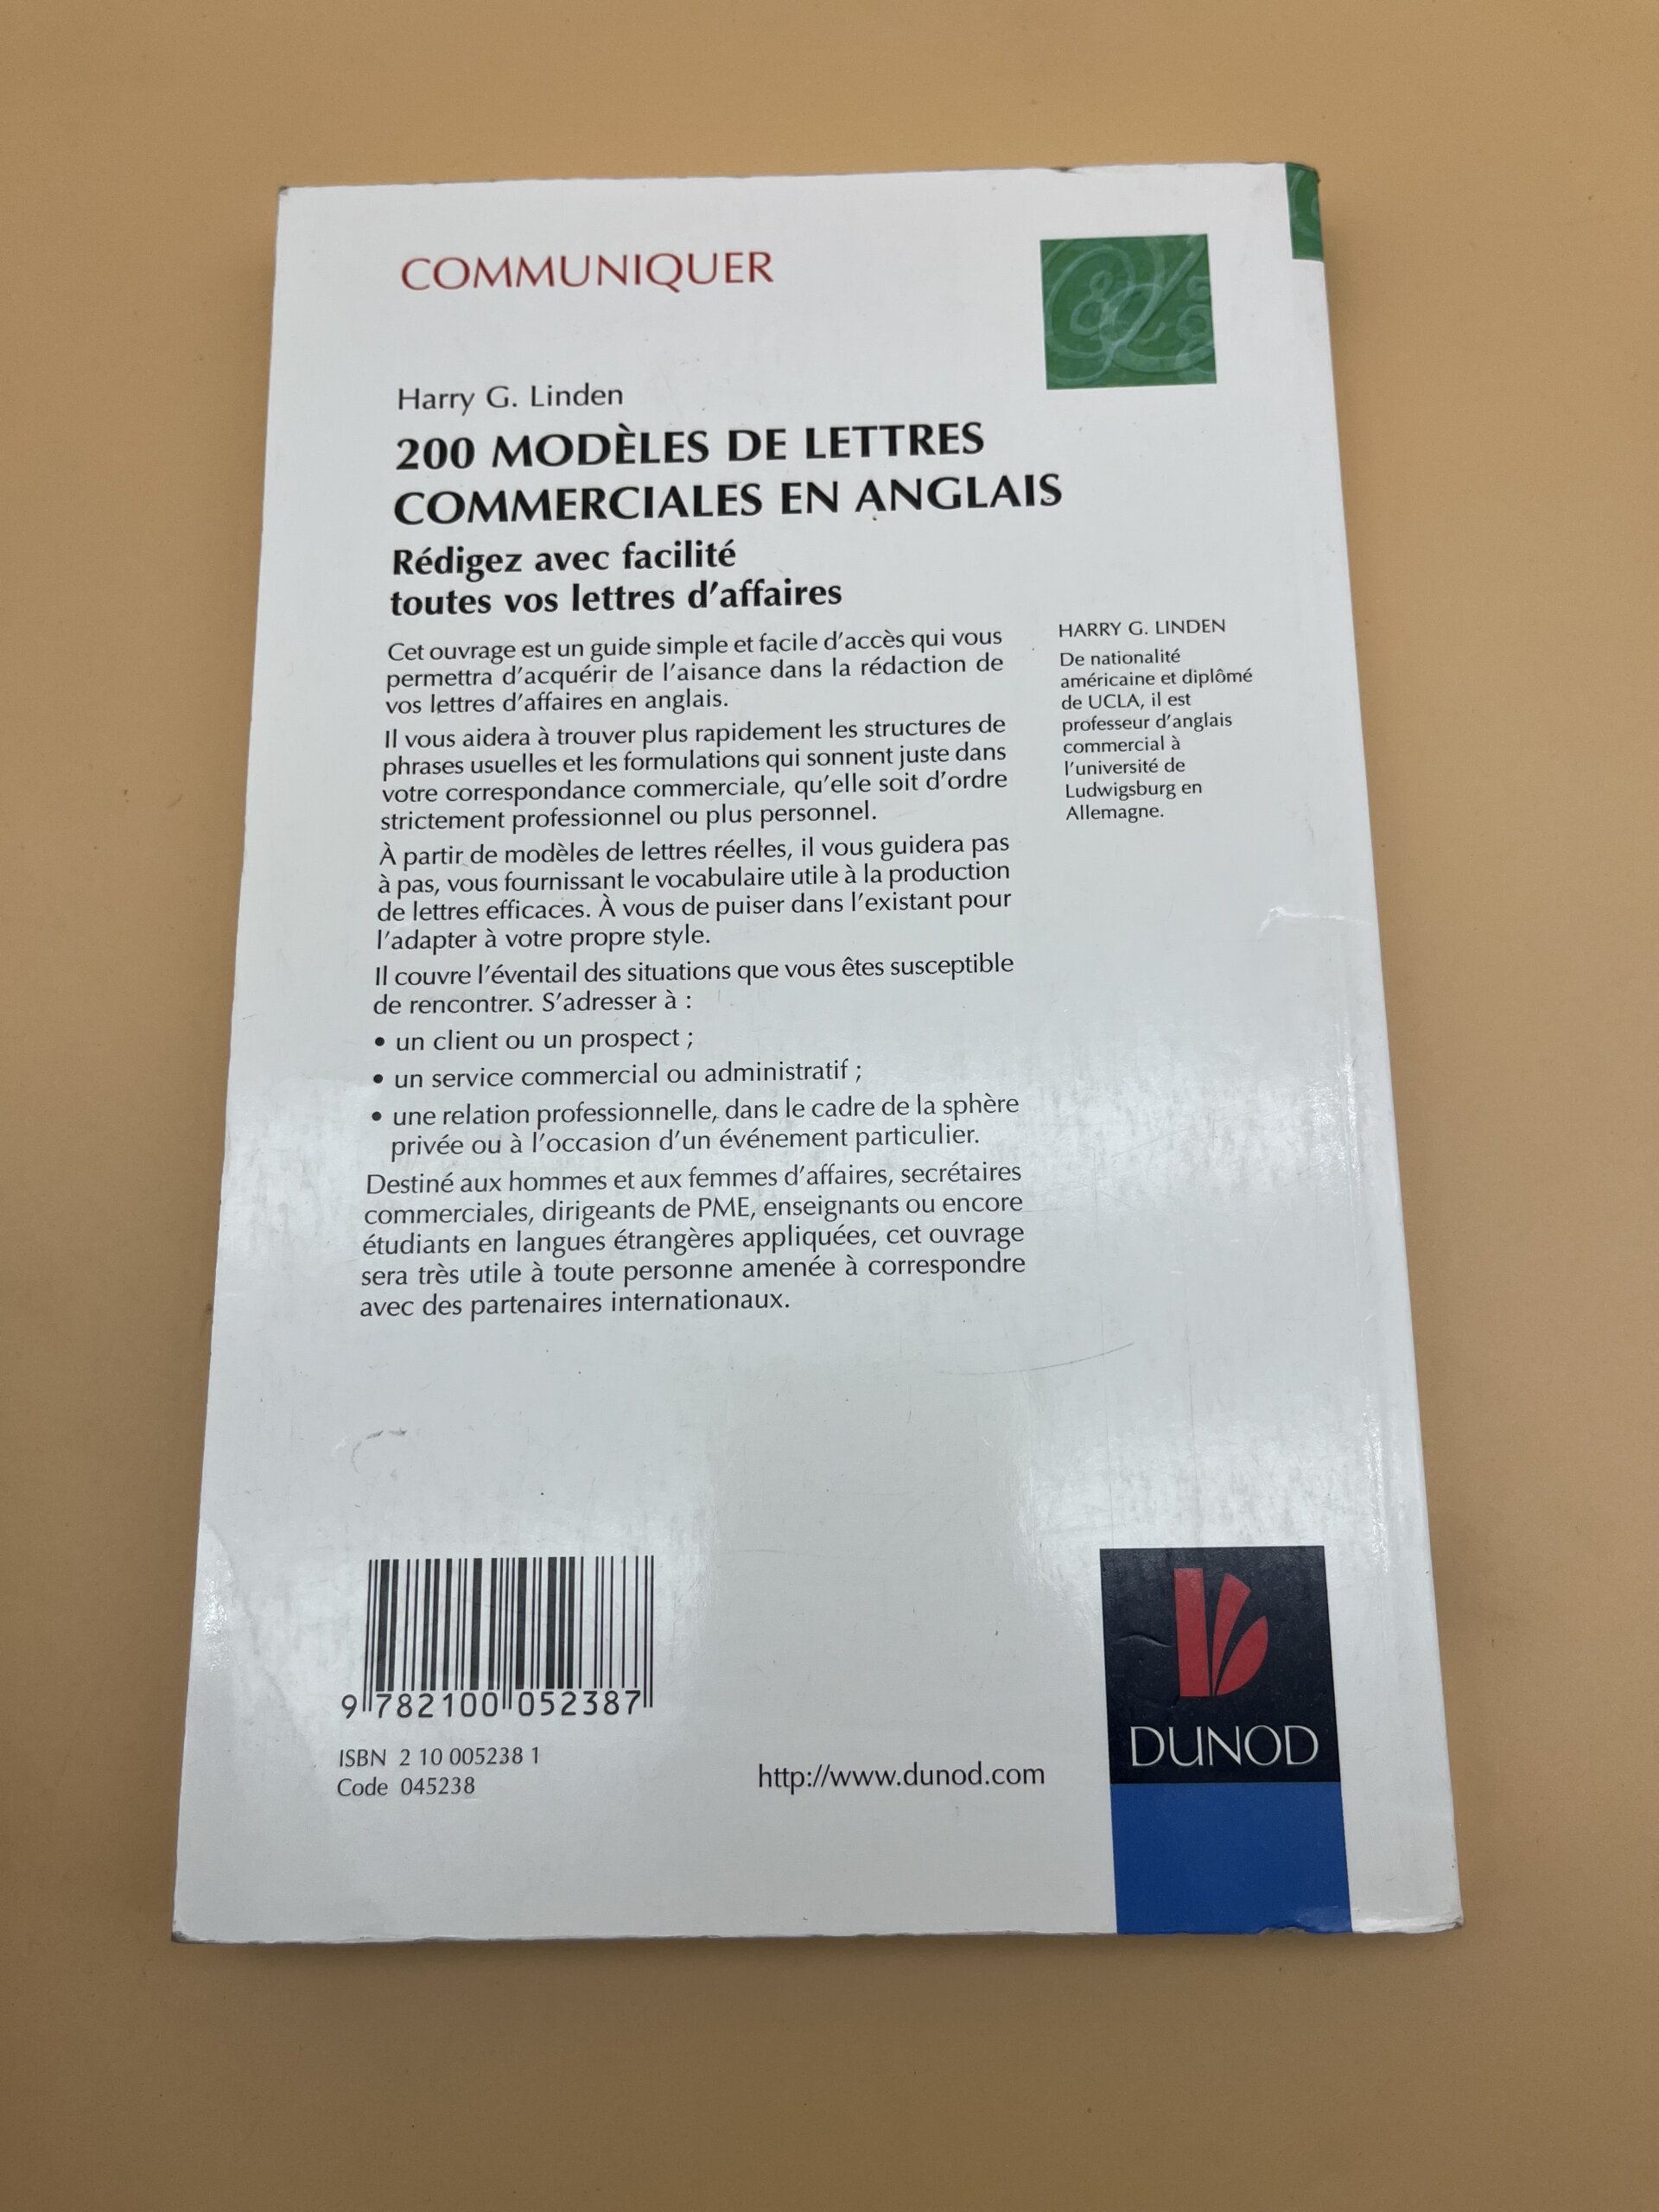 COMMUNIQUER
Harry G. Linden
200 MODÈLES DE LETTRES
COMMERCIALES EN ANGLAIS
Rédigez avec facilité
toutes vos lettres d'affaires
Cet ouvrage est un guide simple et facile d'accès qui vous
permettra d'acquérir de l'aisance dans la rédaction de
vos lettres d'affaires en anglais.
Il vous aidera à trouver plus rapidement les structures de
phrases usuelles et les formulations qui sonnent juste dans
votre correspondance commerciale, qu'elle soit d'ordre
strictement professionnel ou plus personnel.
À partir de modèles de lettres réelles, il vous guidera pas
à pas, vous fournissant le vocabulaire utile à la production
de lettres efficaces. À vous de puiser dans l'existant pour
l'adapter à votre propre style.
Il couvre l'éventail des situations que vous êtes susceptible
de rencontrer. S'adresser à :
• un client ou un prospect ;
• un service commercial ou administratif ;
• une relation professionnelle, dans le cadre de la sphère
privée ou à l'occasion d'un événement particulier.
Destiné aux hommes et aux femmes d'affaires, secrétaires
commerciales, dirigeants de PME, enseignants ou encore
étudiants en langues étrangères appliquées, cet ouvrage
sera très utile à toute personne amenée à correspondre
avec des partenaires internationaux.
HARRY G. LINDEN
De nationalité
américaine et diplômé
de UCLA, il est
professeur d'anglais
commercial à
l'université de
Ludwigsburg en
Allemagne.
9 782100 052387
ISBN 2 10 005238 1
Code 045238
http://www.dunod.com
DUNOD